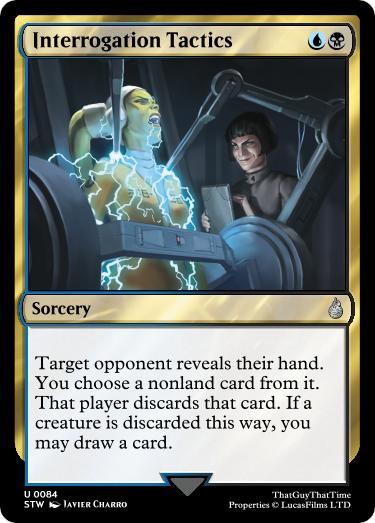 Interrogation Tactics
Sorcery
Target opponent reveals their hand.
You choose a nonland card from it.
That player discards that card. If a
creature is discarded this way, you
may draw a card.
U 0084
ThatGuyThatTime
STW Javier Charro
Properties © LucasFilms LTD